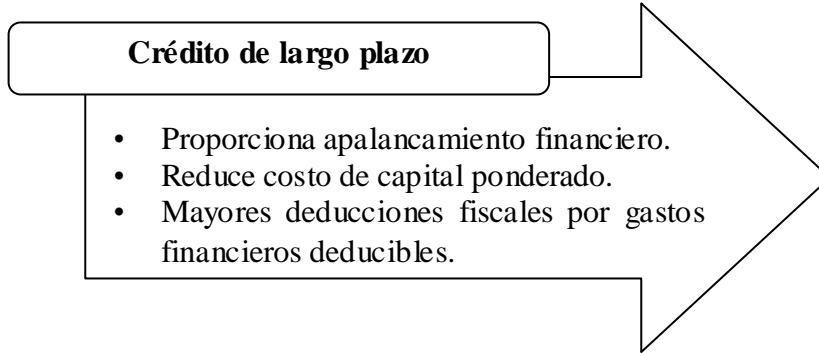 Crédito de largo plazo
• Proporciona apalancamiento financiero.
• Reduce costo de capital ponderado.
• Mayores deducciones fiscales por gastos
financieros deducibles.